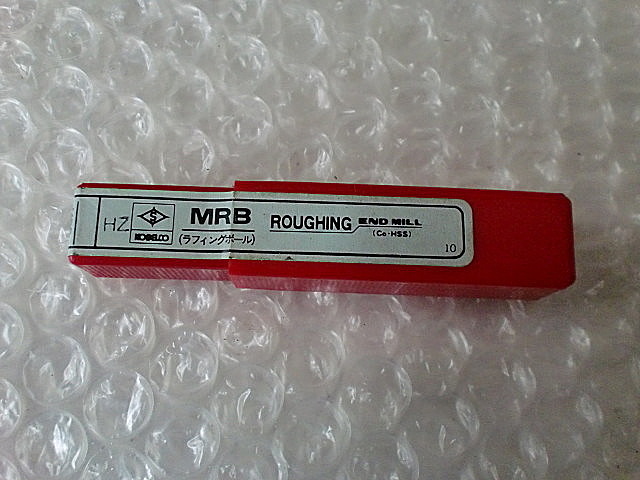 HZ
S
KOBELCO
MRB
(ラフィングボール)
ROUGHING END MILL
(Co-HSS)
10